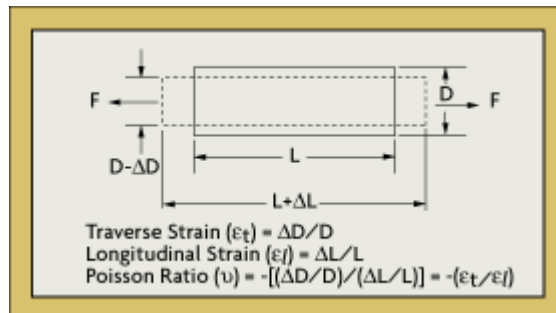 F
D
F
L
D-ΔD
L+ΔL
Traverse Strain (εt) = ΔD/D
Longitudinal Strain (εl) = ΔL/L
Poisson Ratio (υ) = -[(ΔD/D)/(ΔL/L)] = -(εt/εl)